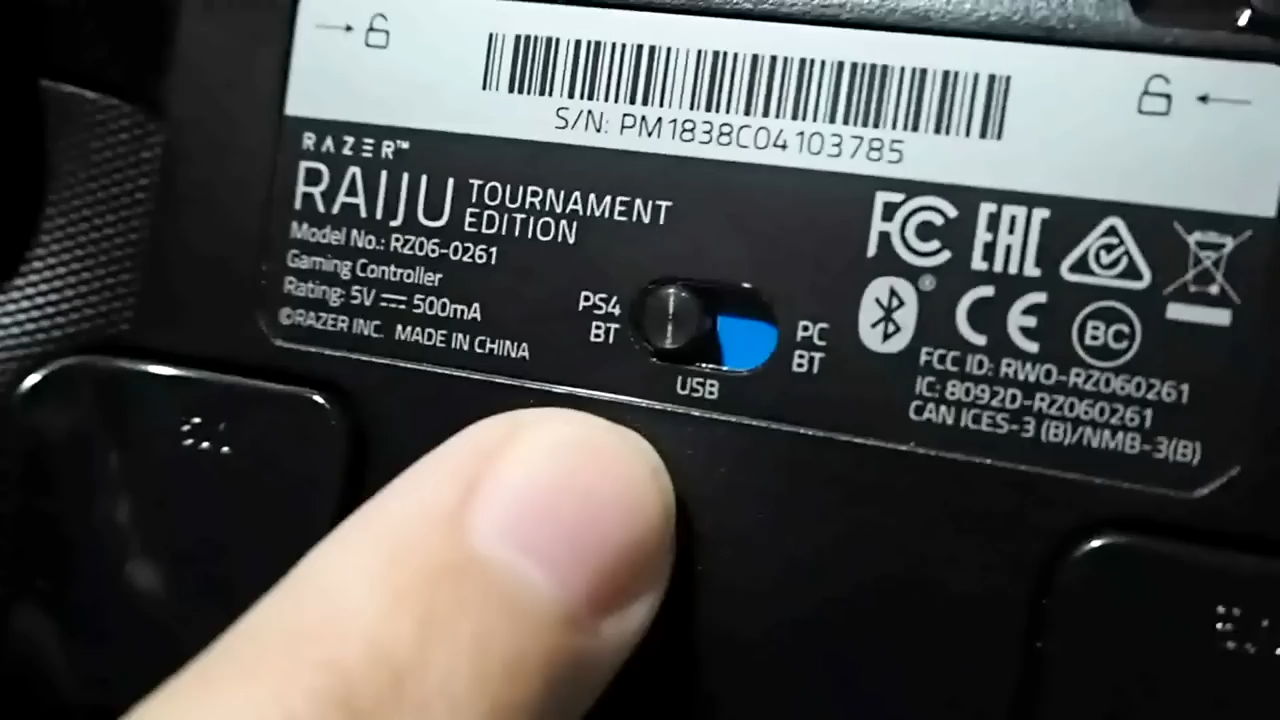 S/N: PM1838C04103785
RAZER™
RAIJU TOURNAMENT EDITION
Model No.: RZ06-0261
Gaming Controller
Rating: 5V ⎓ 500mA
©RAZER INC. MADE IN CHINA
PS4
BT
USB
PC
BT
FC EAC
CE BC
FCC ID: RWO-RZ060261
IC: 8092D-RZ060261
CAN ICES-3 (B)/NMB-3(B)